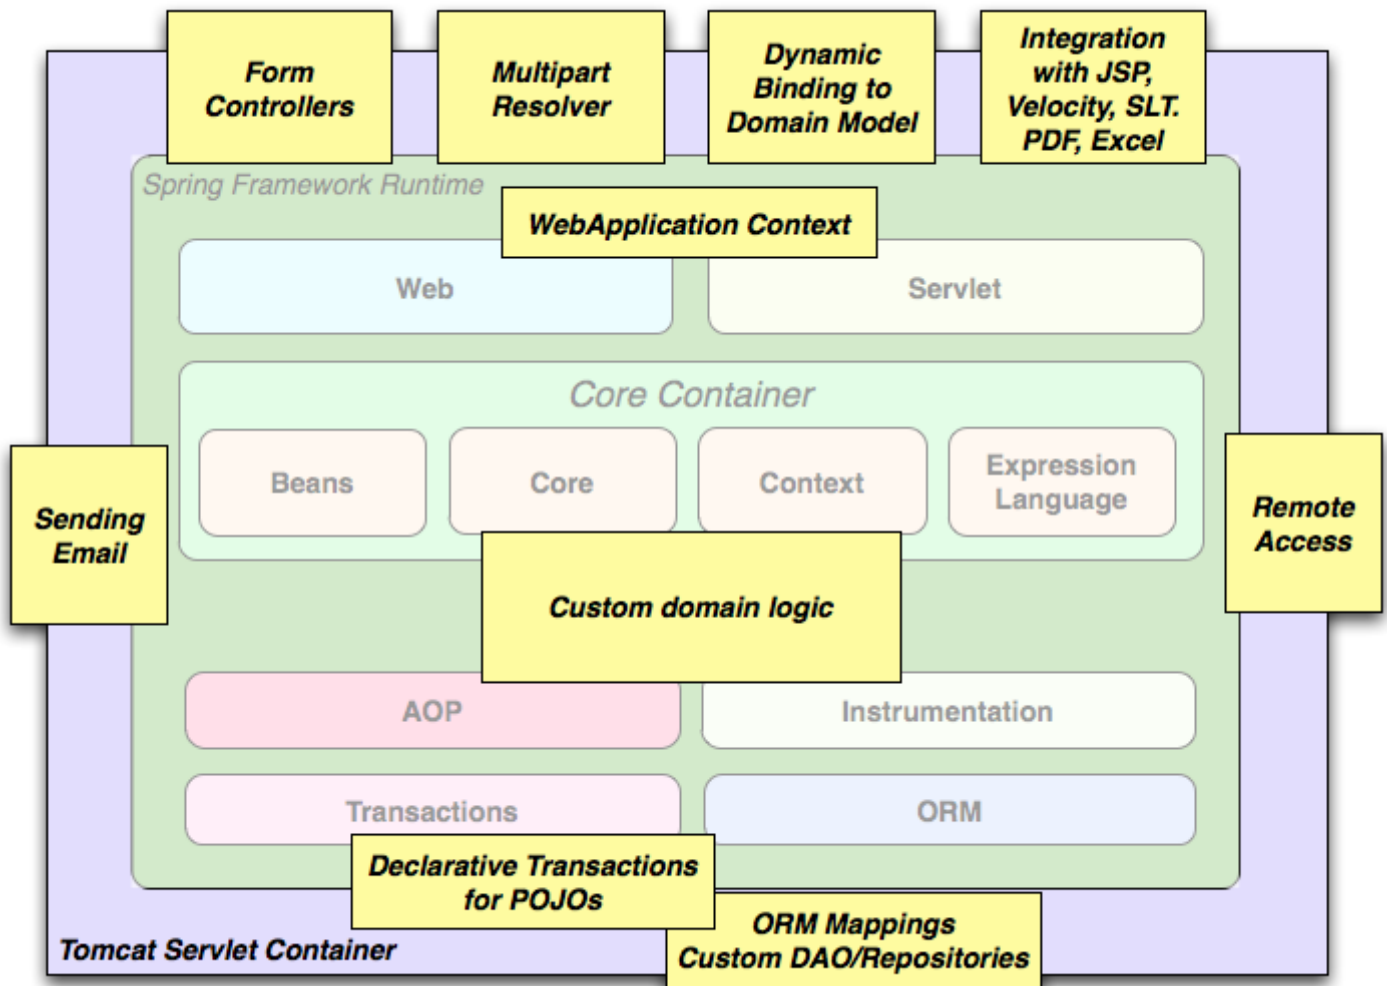 Form
Controllers
Multipart
Resolver
Dynamic
Binding to
Domain Model
Integration
with JSP,
Velocity, SLT.
PDF, Excel
Spring Framework Runtime
WebApplication Context
Web
Servlet
Core Container
Beans
Core
Context
Expression
Language
Sending
Email
Remote
Access
Custom domain logic
AOP
Instrumentation
Transactions
ORM
Declarative Transactions
for POJOs
ORM Mappings
Custom DAO/Repositories
Tomcat Servlet Container